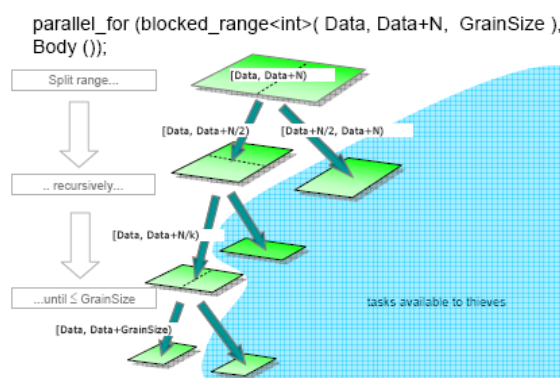 parallel_for (blocked_range<int>( Data, Data+N, GrainSize ),
Body ());
Split range...
[Data, Data+N)
[Data, Data+N/2)
[Data+N/2, Data+N)
.. recursively...
[Data, Data+N/k)
...until ≤ GrainSize
tasks available to thieves
[Data, Data+GrainSize)